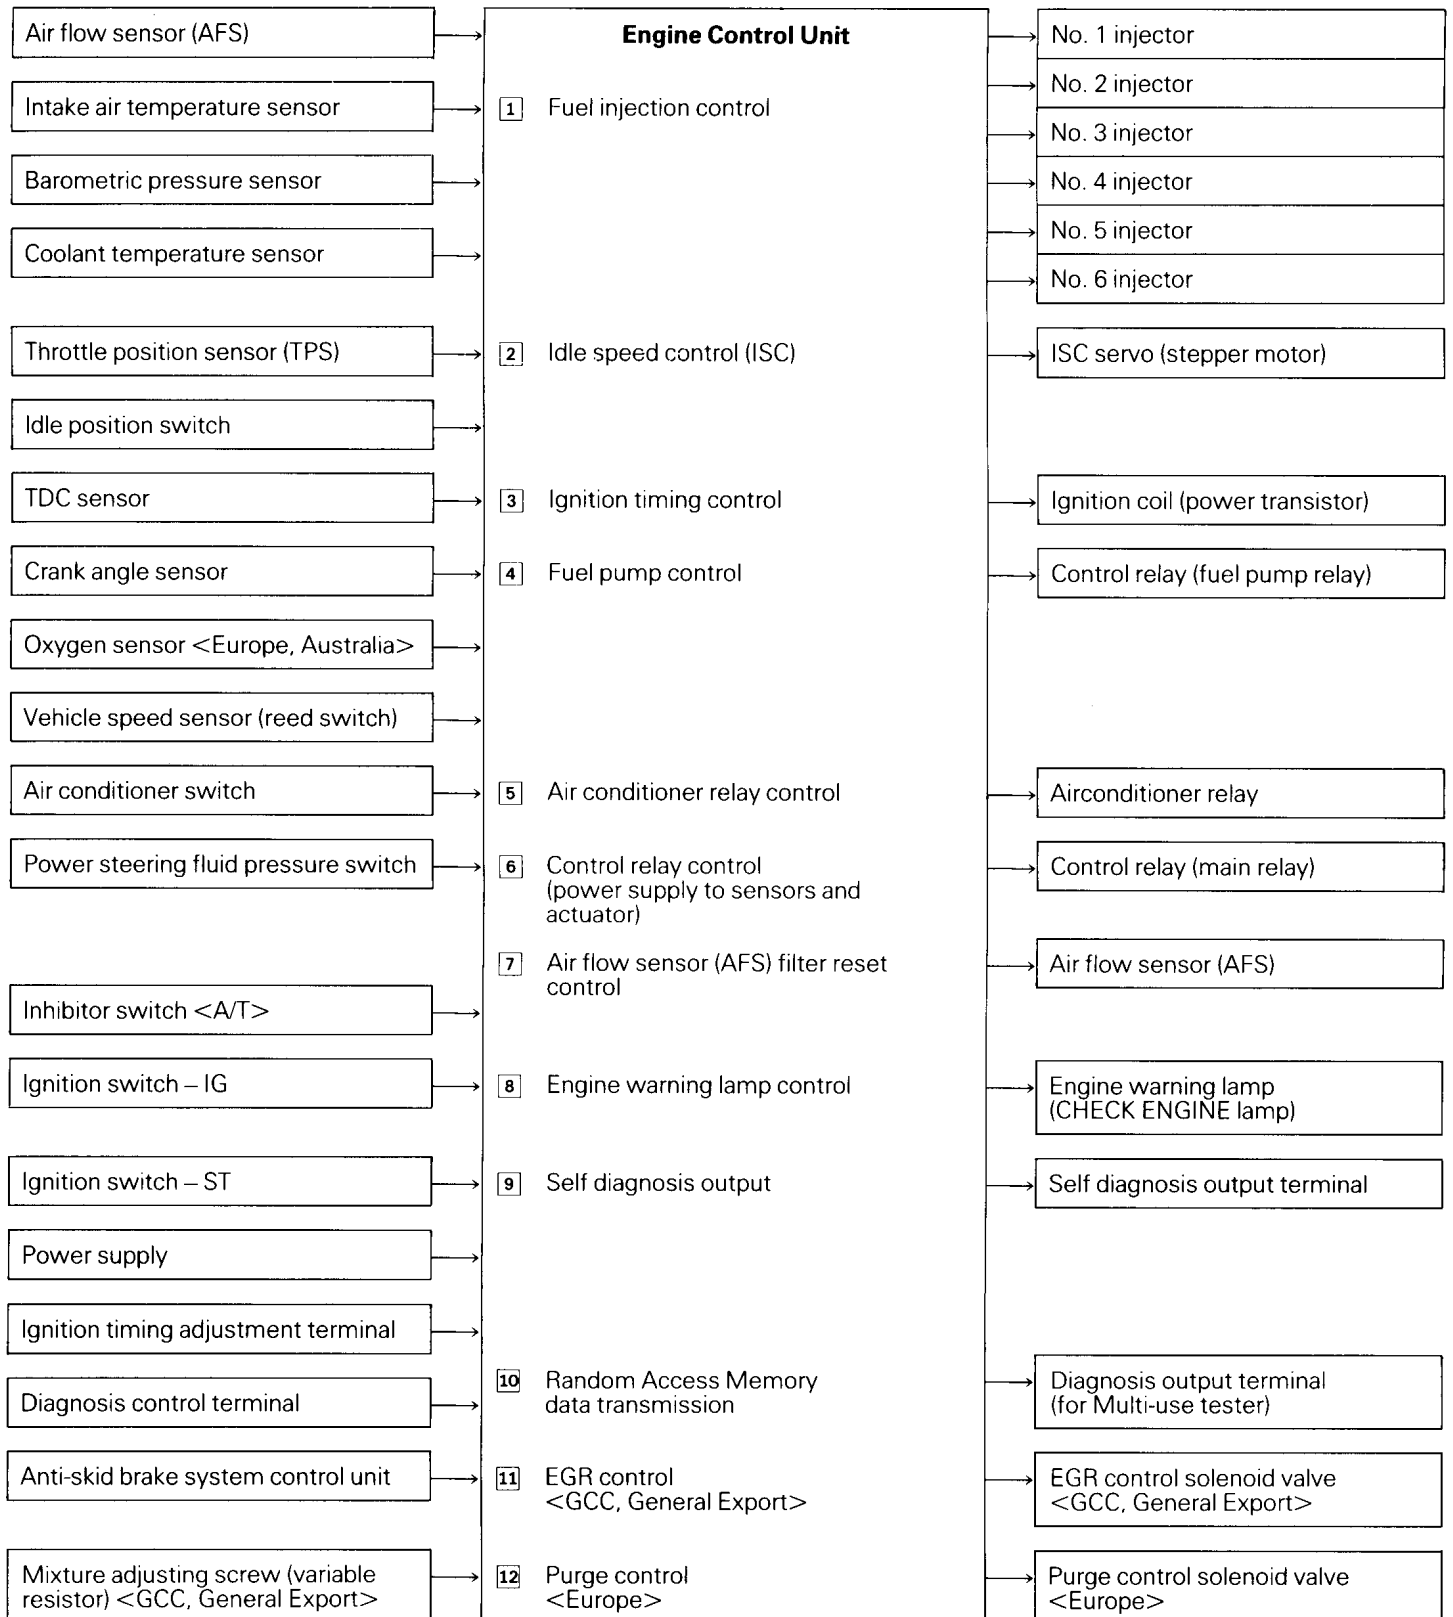 Air flow sensor (AFS)
Intake air temperature sensor
Barometric pressure sensor
Coolant temperature sensor
Throttle position sensor (TPS)
Idle position switch
TDC sensor
Crank angle sensor
Oxygen sensor <Europe, Australia>
Vehicle speed sensor (reed switch)
Air conditioner switch
Power steering fluid pressure switch
Inhibitor switch <A/T>
Ignition switch – IG
Ignition switch – ST
Power supply
Ignition timing adjustment terminal
Diagnosis control terminal
Anti-skid brake system control unit
Mixture adjusting screw (variable
resistor) <GCC, General Export>
Engine Control Unit
1 Fuel injection control
2 Idle speed control (ISC)
3 Ignition timing control
4 Fuel pump control
5 Air conditioner relay control
6 Control relay control
(power supply to sensors and
actuator)
7 Air flow sensor (AFS) filter reset
control
8 Engine warning lamp control
9 Self diagnosis output
10 Random Access Memory
data transmission
11 EGR control
<GCC, General Export>
12 Purge control
<Europe>
No. 1 injector
No. 2 injector
No. 3 injector
No. 4 injector
No. 5 injector
No. 6 injector
ISC servo (stepper motor)
Ignition coil (power transistor)
Control relay (fuel pump relay)
Airconditioner relay
Control relay (main relay)
Air flow sensor (AFS)
Engine warning lamp
(CHECK ENGINE lamp)
Self diagnosis output terminal
Diagnosis output terminal
(for Multi-use tester)
EGR control solenoid valve
<GCC, General Export>
Purge control solenoid valve
<Europe>